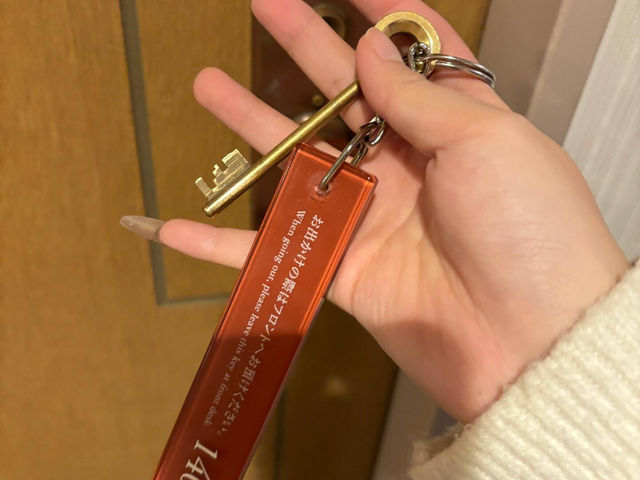 お出かけの際はフロントへお預けください。
When going out, please leave this key at front desk.